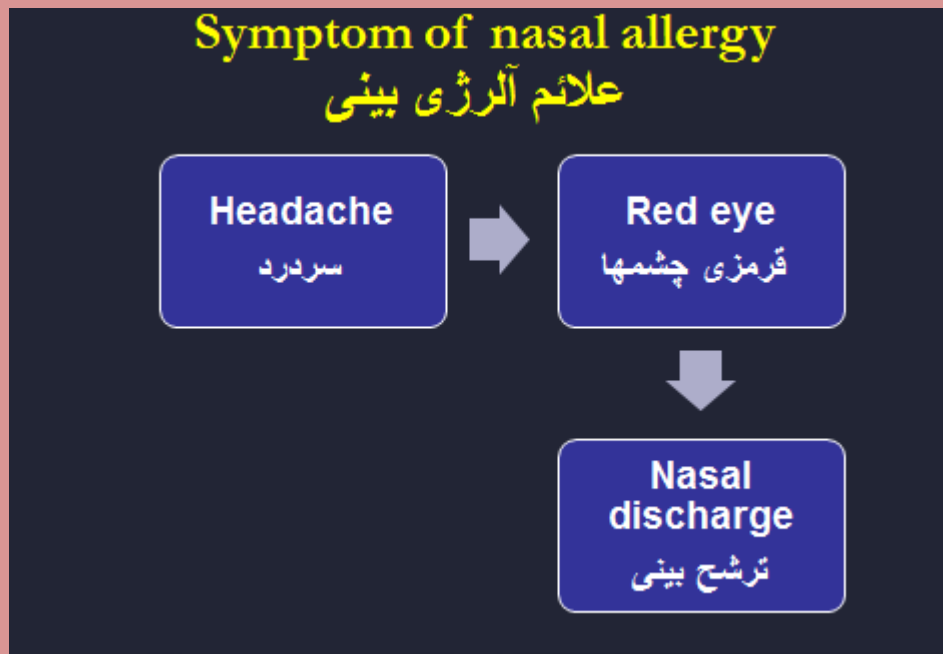 Symptom of nasal allergy
علائم آلرژی بینی
Headache
سردرد
Red eye
قرمزی چشمها
Nasal
discharge
ترشح بینی